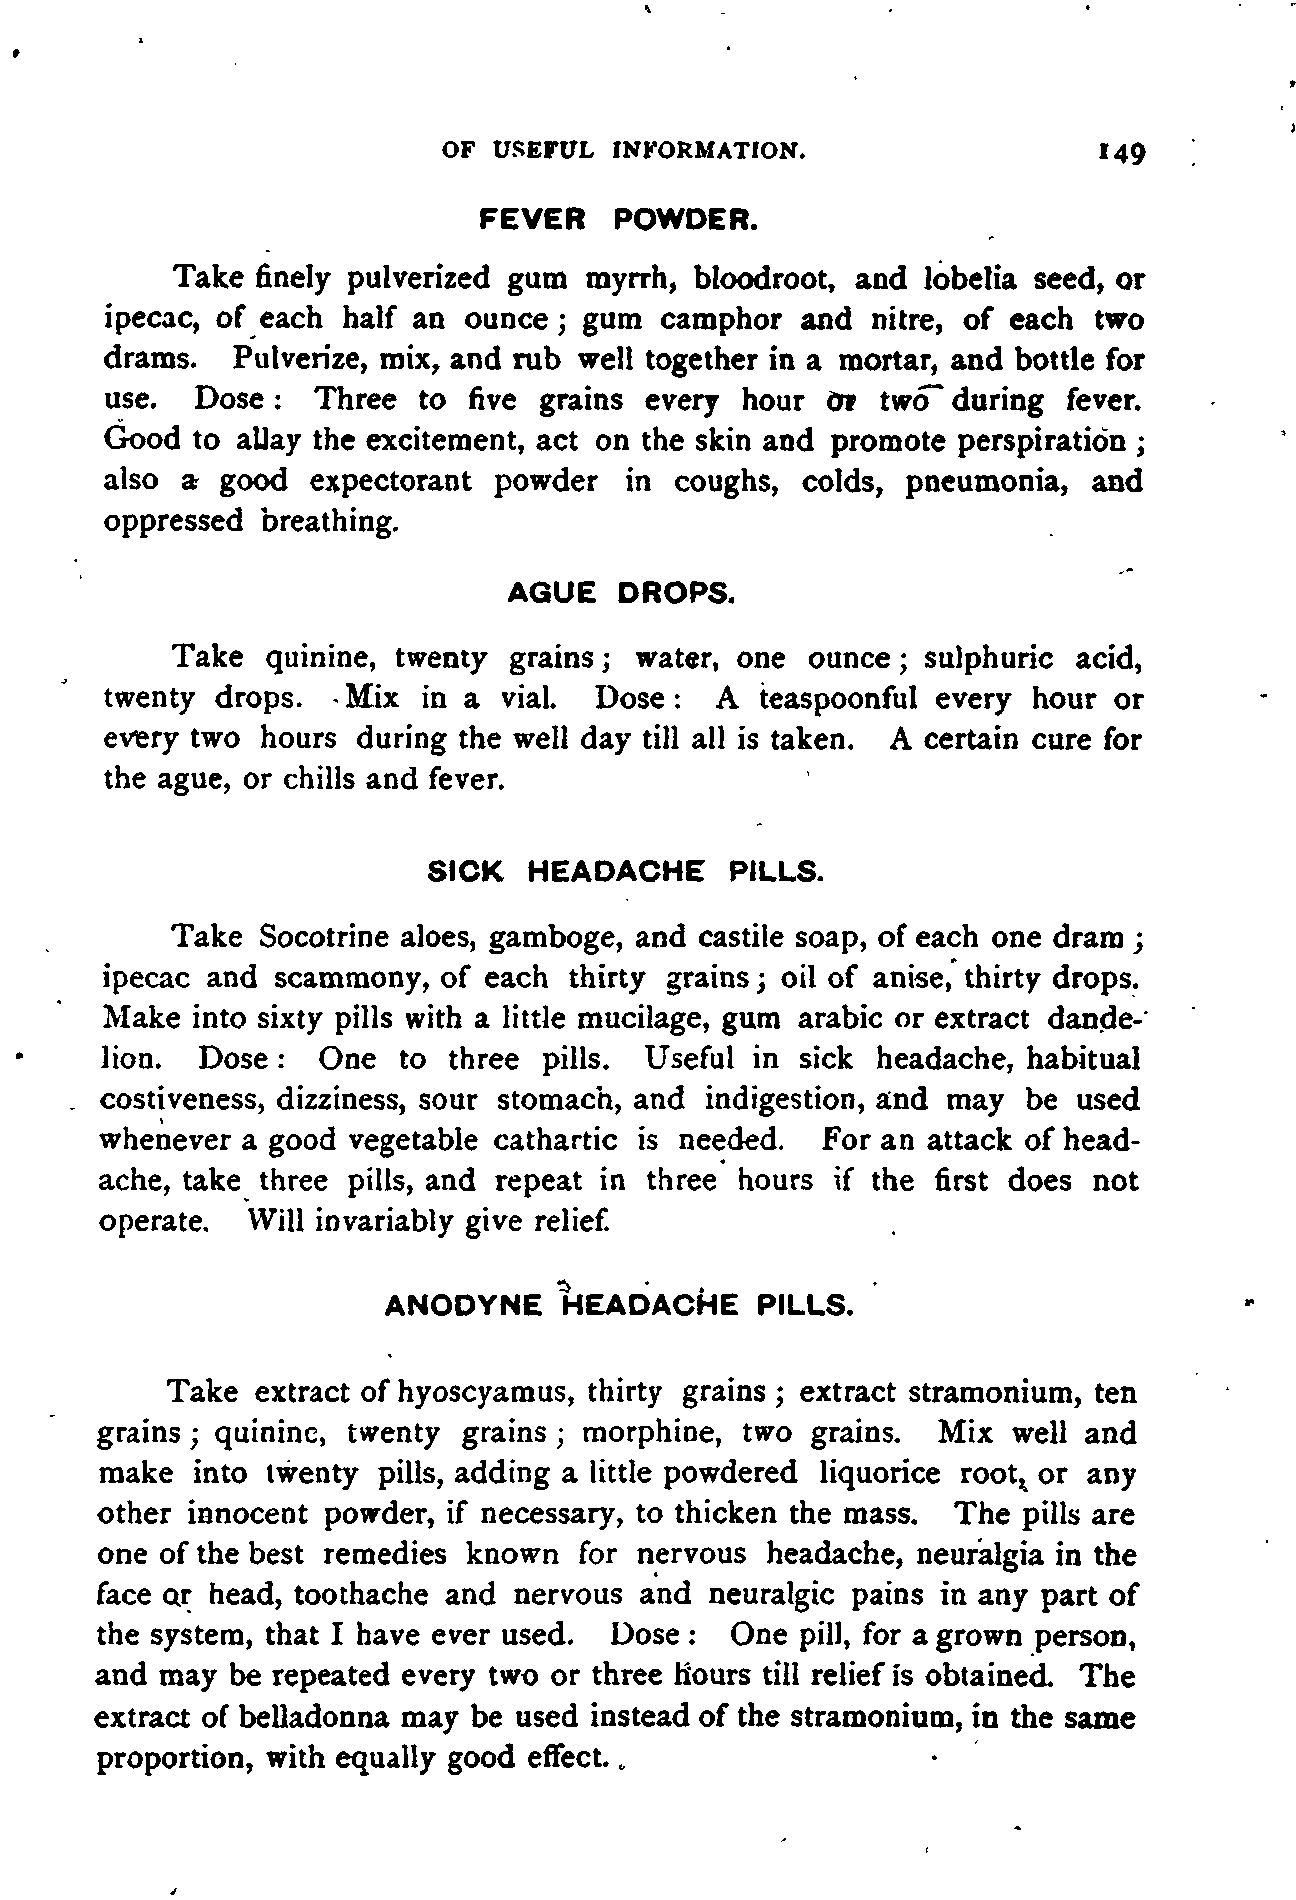 OF USEFUL INFORMATION. 149
FEVER POWDER.
Take finely pulverized gum myrrh, bloodroot, and lobelia seed, or
ipecac, of each half an ounce; gum camphor and nitre, of each two
drams. Pulverize, mix, and rub well together in a mortar, and bottle for
use. Dose: Three to five grains every hour or two during fever.
Good to allay the excitement, act on the skin and promote perspiration;
also a good expectorant powder in coughs, colds, pneumonia, and
oppressed breathing.
AGUE DROPS.
Take quinine, twenty grains; water, one ounce; sulphuric acid,
twenty drops. Mix in a vial. Dose: A teaspoonful every hour or
every two hours during the well day till all is taken. A certain cure for
the ague, or chills and fever.
SICK HEADACHE PILLS.
Take Socotrine aloes, gamboge, and castile soap, of each one dram;
ipecac and scammony, of each thirty grains; oil of anise, thirty drops.
Make into sixty pills with a little mucilage, gum arabic or extract dande-
lion. Dose: One to three pills. Useful in sick headache, habitual
costiveness, dizziness, sour stomach, and indigestion, and may be used
whenever a good vegetable cathartic is needed. For an attack of head-
ache, take three pills, and repeat in three hours if the first does not
operate. Will invariably give relief.
ANODYNE HEADACHE PILLS.
Take extract of hyoscyamus, thirty grains; extract stramonium, ten
grains; quinine, twenty grains; morphine, two grains. Mix well and
make into twenty pills, adding a little powdered liquorice root, or any
other innocent powder, if necessary, to thicken the mass. The pills are
one of the best remedies known for nervous headache, neuralgia in the
face or head, toothache and nervous and neuralgic pains in any part of
the system, that I have ever used. Dose: One pill, for a grown person,
and may be repeated every two or three hours till relief is obtained. The
extract of belladonna may be used instead of the stramonium, in the same
proportion, with equally good effect.